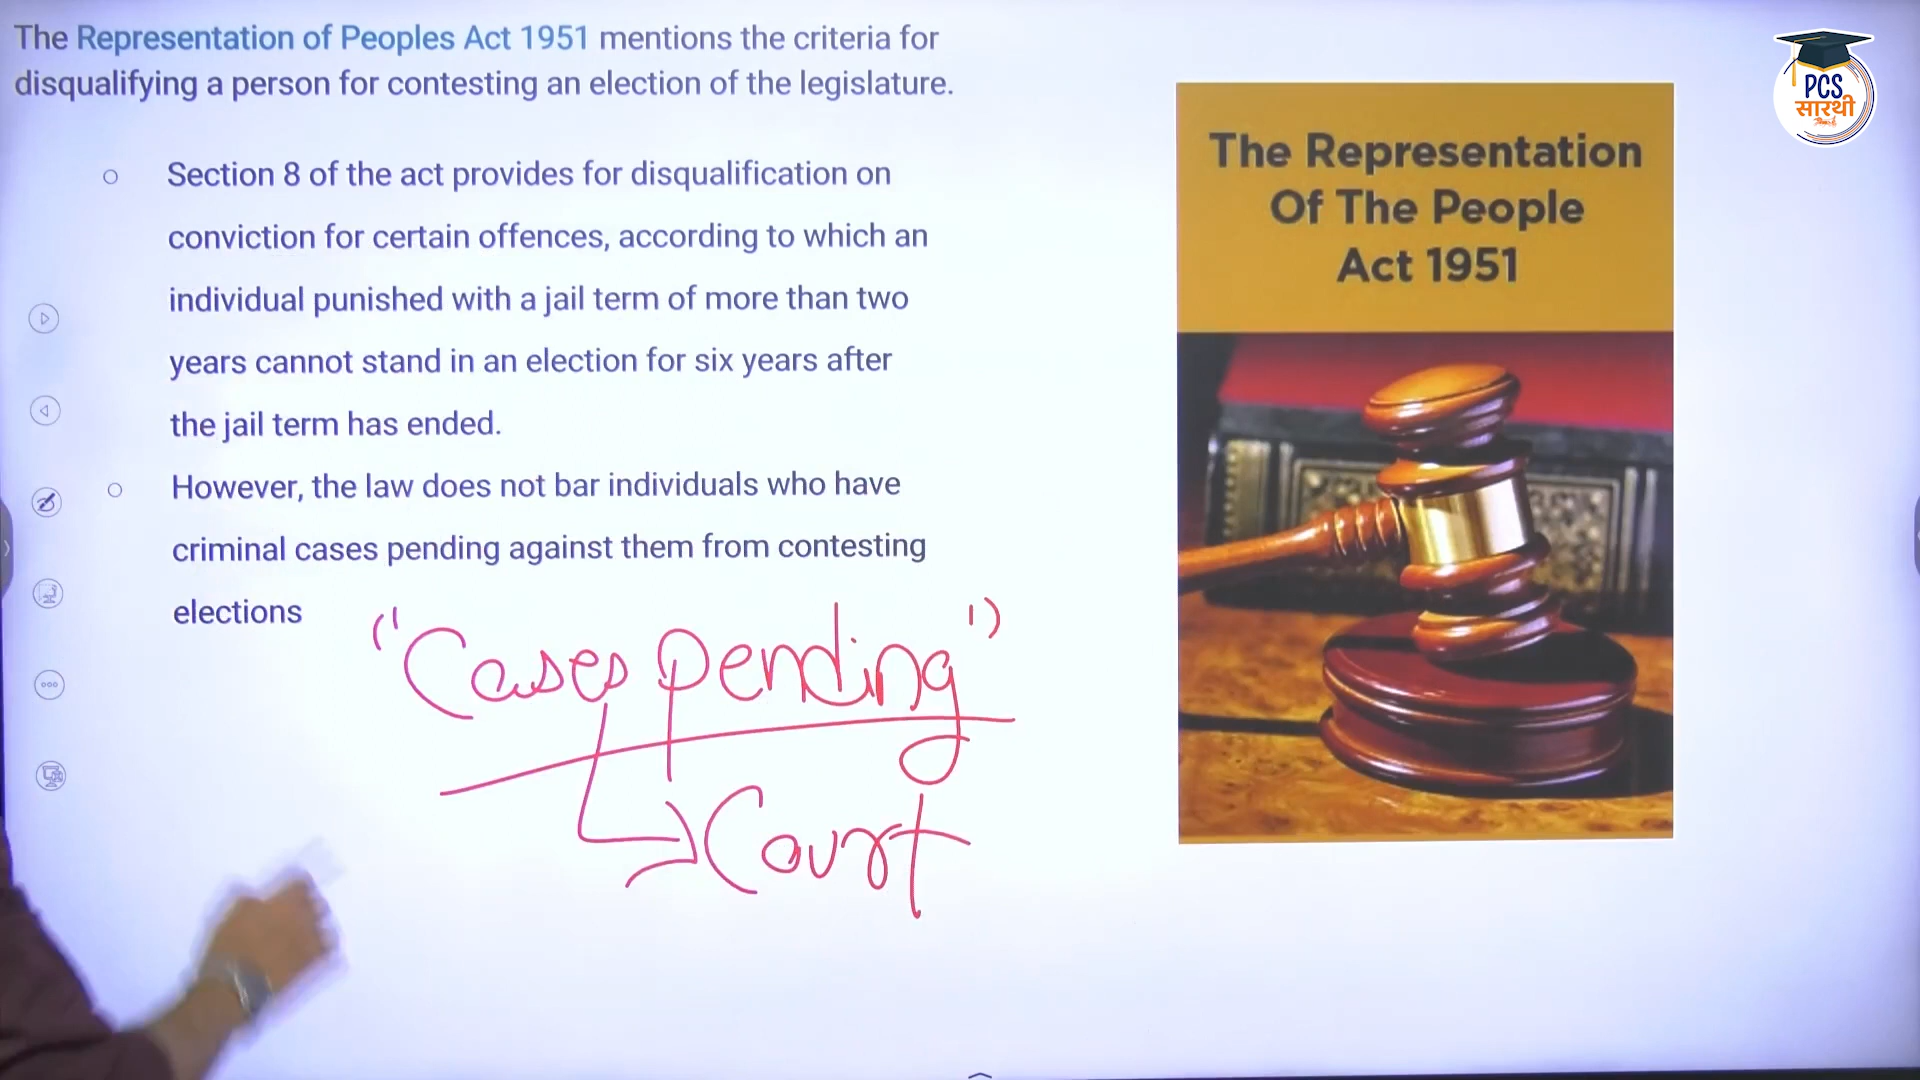 The Representation of Peoples Act 1951 mentions the criteria for
disqualifying a person for contesting an election of the legislature.
Section 8 of the act provides for disqualification on
conviction for certain offences, according to which an
individual punished with a jail term of more than two
years cannot stand in an election for six years after
the jail term has ended.
However, the law does not bar individuals who have
criminal cases pending against them from contesting
elections
"Cases pending"
Court
The Representation
Of The People
Act 1951
PCS
सारथी